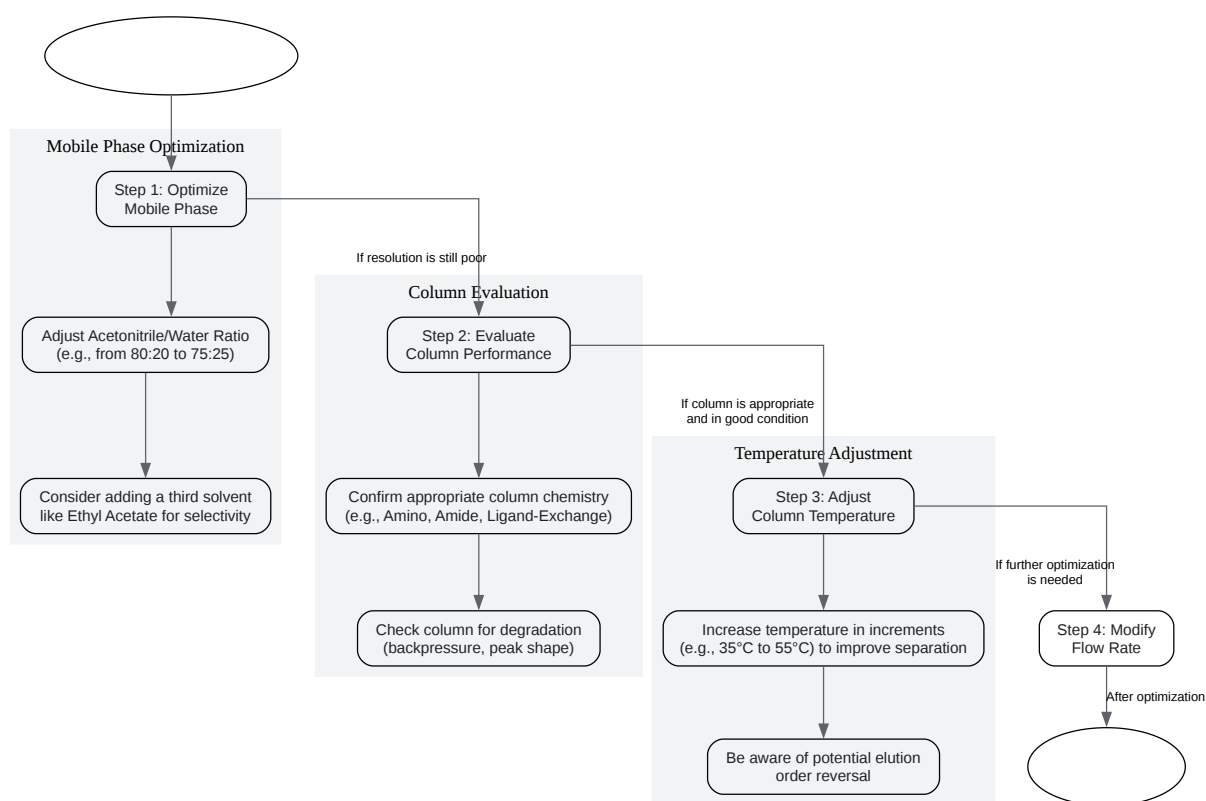 Mobile Phase Optimization
Step 1: Optimize
Mobile Phase
Adjust Acetonitrile/Water Ratio
(e.g., from 80:20 to 75:25)
Consider adding a third solvent
like Ethyl Acetate for selectivity
If resolution is still poor
Column Evaluation
Step 2: Evaluate
Column Performance
Confirm appropriate column chemistry
(e.g., Amino, Amide, Ligand-Exchange)
Check column for degradation
(backpressure, peak shape)
If column is appropriate
and in good condition
Temperature Adjustment
Step 3: Adjust
Column Temperature
Increase temperature in increments
(e.g., 35°C to 55°C) to improve separation
Be aware of potential elution
order reversal
If further optimization
is needed
Step 4: Modify
Flow Rate
After optimization